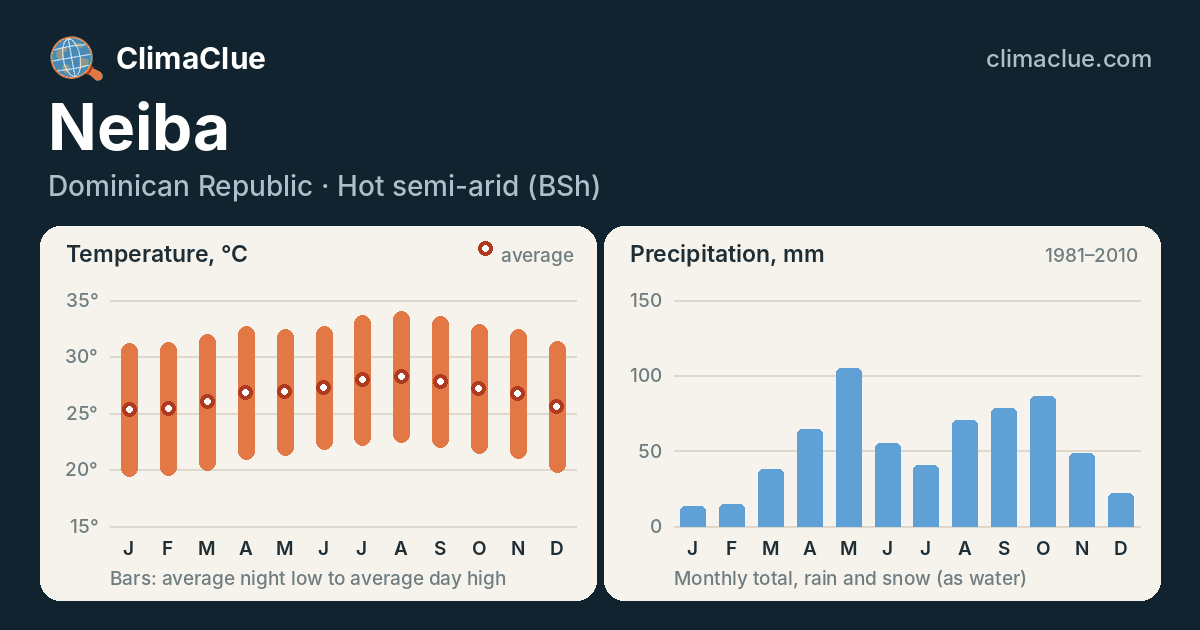 ClimaClue
climaclue.com
Neiba
Dominican Republic · Hot semi-arid (BSh)
Temperature, °C
average
35°
30°
25°
20°
15°
J F M A M J J A S O N D
Bars: average night low to average day high
Precipitation, mm
1981–2010
150
100
50
0
J F M A M J J A S O N D
Monthly total, rain and snow (as water)